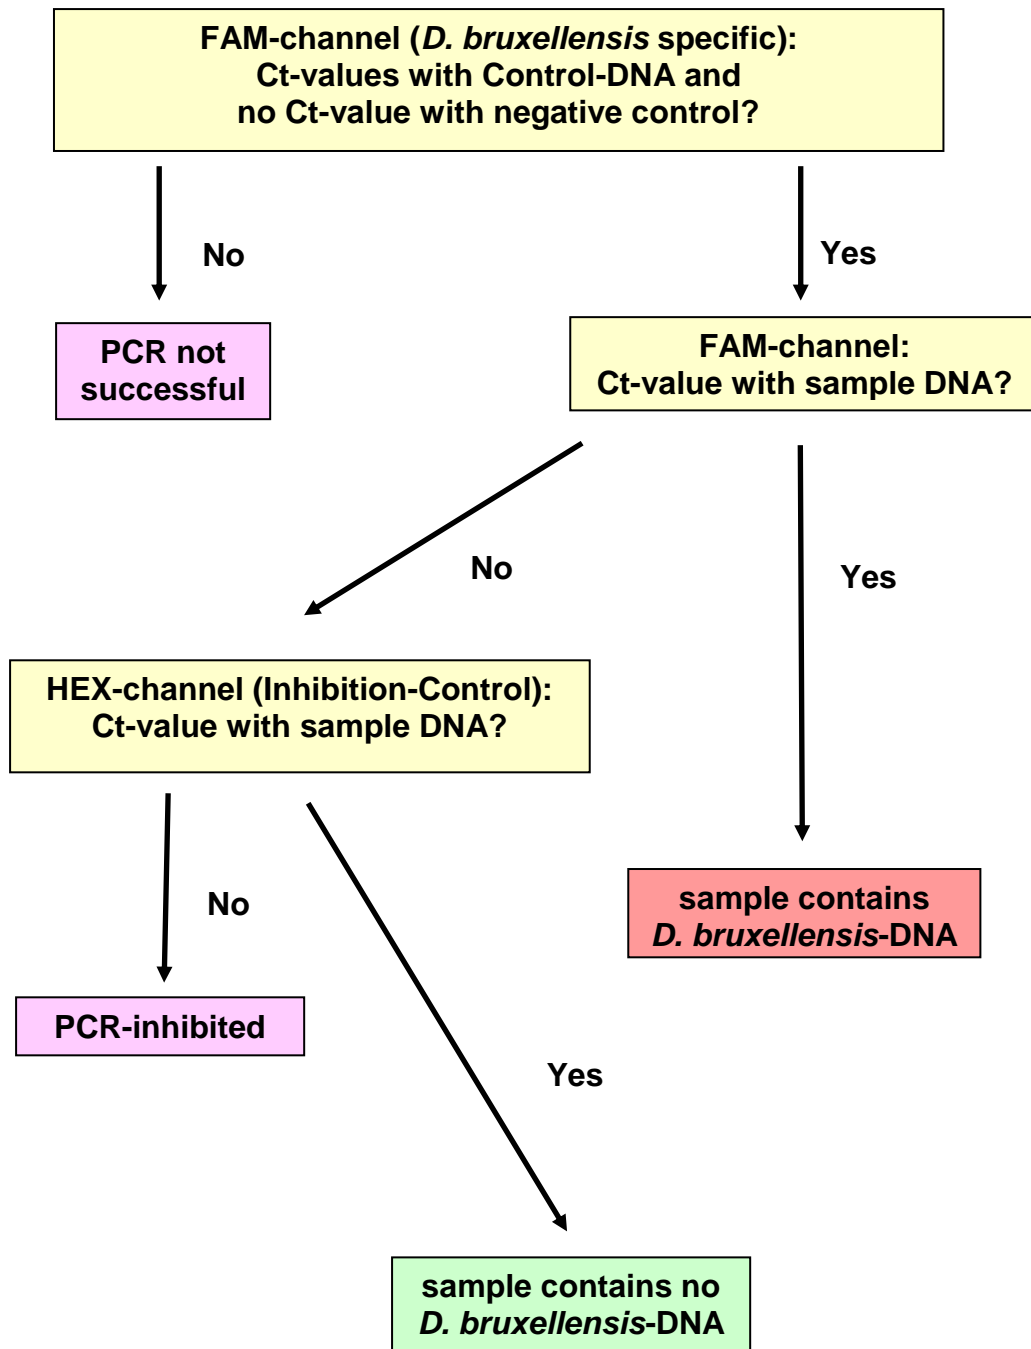 FAM-channel (D. bruxellensis specific):
Ct-values with Control-DNA and
no Ct-value with negative control?
No
Yes
PCR not
successful
FAM-channel:
Ct-value with sample DNA?
No
Yes
HEX-channel (Inhibition-Control):
Ct-value with sample DNA?
No
sample contains
D. bruxellensis-DNA
PCR-inhibited
Yes
sample contains no
D. bruxellensis-DNA